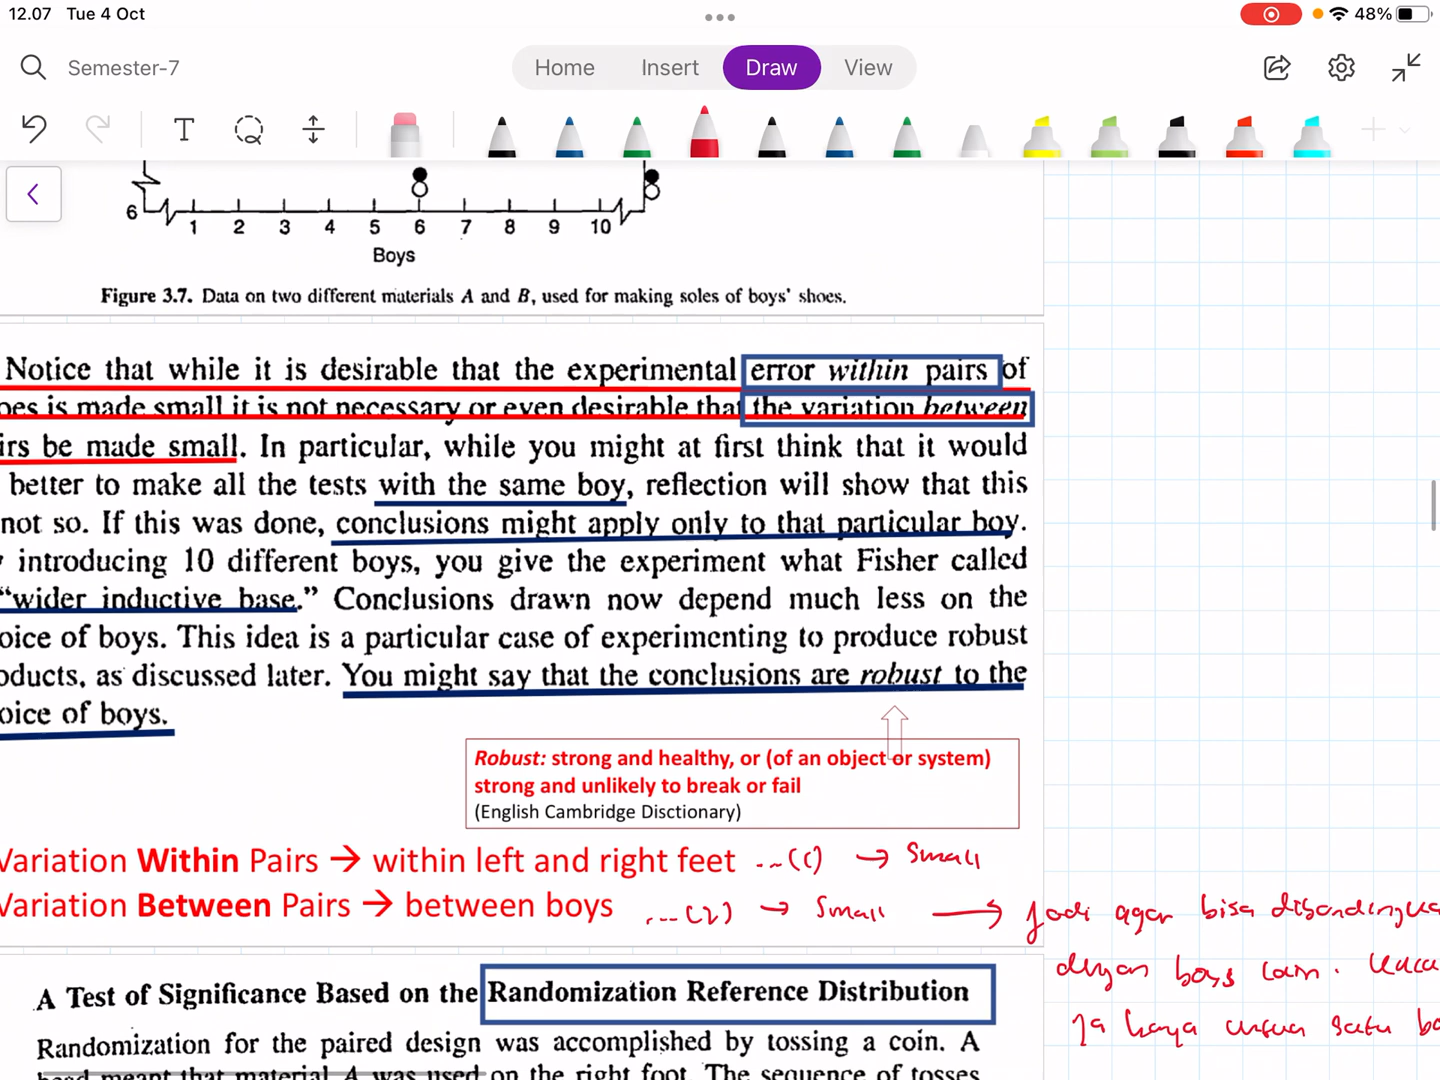 12.07 Tue 4 Oct
48%
Semester-7
Home Insert Draw View
T
6
1 2 3 4 5 6 7 8 9 10
Boys
Figure 3.7. Data on two different materials A and B, used for making soles of boys' shoes.
Notice that while it is desirable that the experimental error within pairs of
oes is made small it is not necessary or even desirable that the variation between
irs be made small. In particular, while you might at first think that it would
better to make all the tests with the same boy, reflection will show that this
not so. If this was done, conclusions might apply only to that particular boy.
introducing 10 different boys, you give the experiment what Fisher called
"wider inductive base." Conclusions drawn now depend much less on the
oice of boys. This idea is a particular case of experimenting to produce robust
oducts, as discussed later. You might say that the conclusions are robust to the
oice of boys.
Robust: strong and healthy, or (of an object or system)
strong and unlikely to break or fail
(English Cambridge Disctionary)
Variation Within Pairs → within left and right feet ...(1) → Small
Variation Between Pairs → between boys ...(2) → Small → Jadi agar bisa
dengan boys lain.
ya hanya untuk satu
A Test of Significance Based on the Randomization Reference Distribution
Randomization for the paired design was accomplished by tossing a coin. A
head meant that material A was used on the right foot. The sequence of tosses